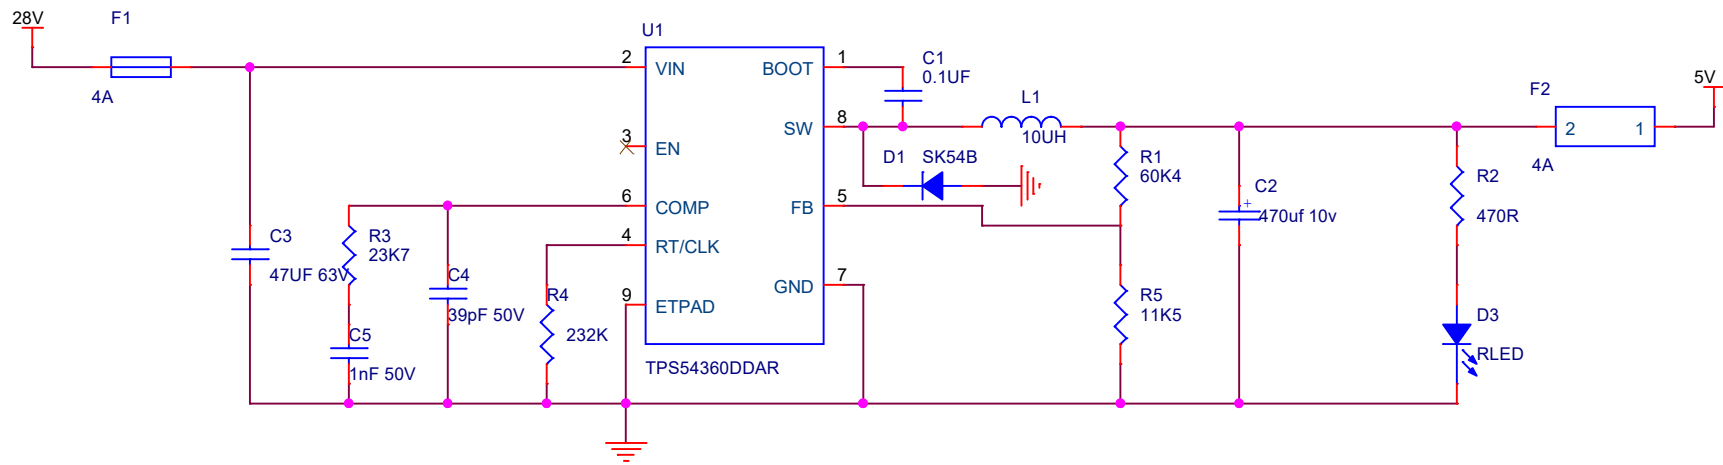 28V
F1
4A
U1
2
VIN
BOOT
1
C1
0.1UF
3
EN
SW
8
L1
10UH
D1
SK54B
6
COMP
FB
5
4
RT/CLK
GND
7
9
ETPAD
TPS54360DDAR
C3
47UF 63V
R3
23K7
C5
1nF 50V
C4
39pF 50V
R4
232K
R1
60K4
R5
11K5
C2
+
470uf 10v
R2
470R
D3
RLED
F2
2
1
4A
5V